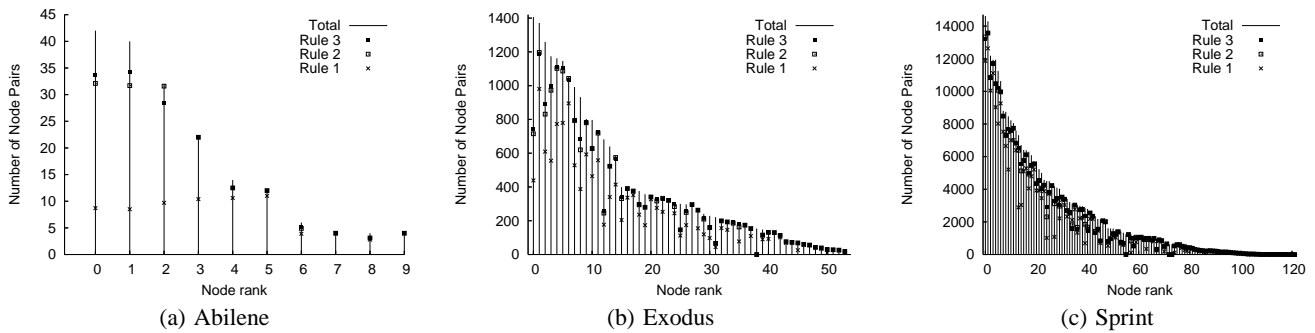 Number of Node Pairs
45
40
35
30
25
20
15
10
5
0
Total
Rule 3
Rule 2
Rule 1
0 1 2 3 4 5 6 7 8 9
Node rank
(a) Abilene
Number of Node Pairs
1400
1200
1000
800
600
400
200
0
Total
Rule 3
Rule 2
Rule 1
0 10 20 30 40 50
Node rank
(b) Exodus
Number of Node Pairs
14000
12000
10000
8000
6000
4000
2000
0
Total
Rule 3
Rule 2
Rule 1
0 20 40 60 80 100 120
Node rank
(c) Sprint